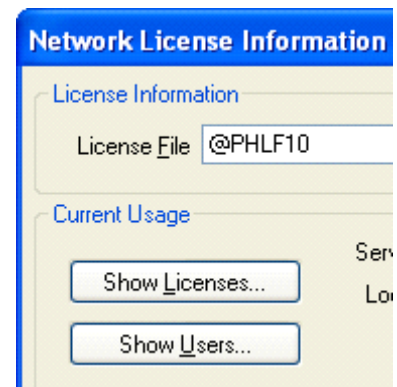 Network License Information
License Information
License File @PHLF10
Current Usage
Show Licenses...
Show Users...